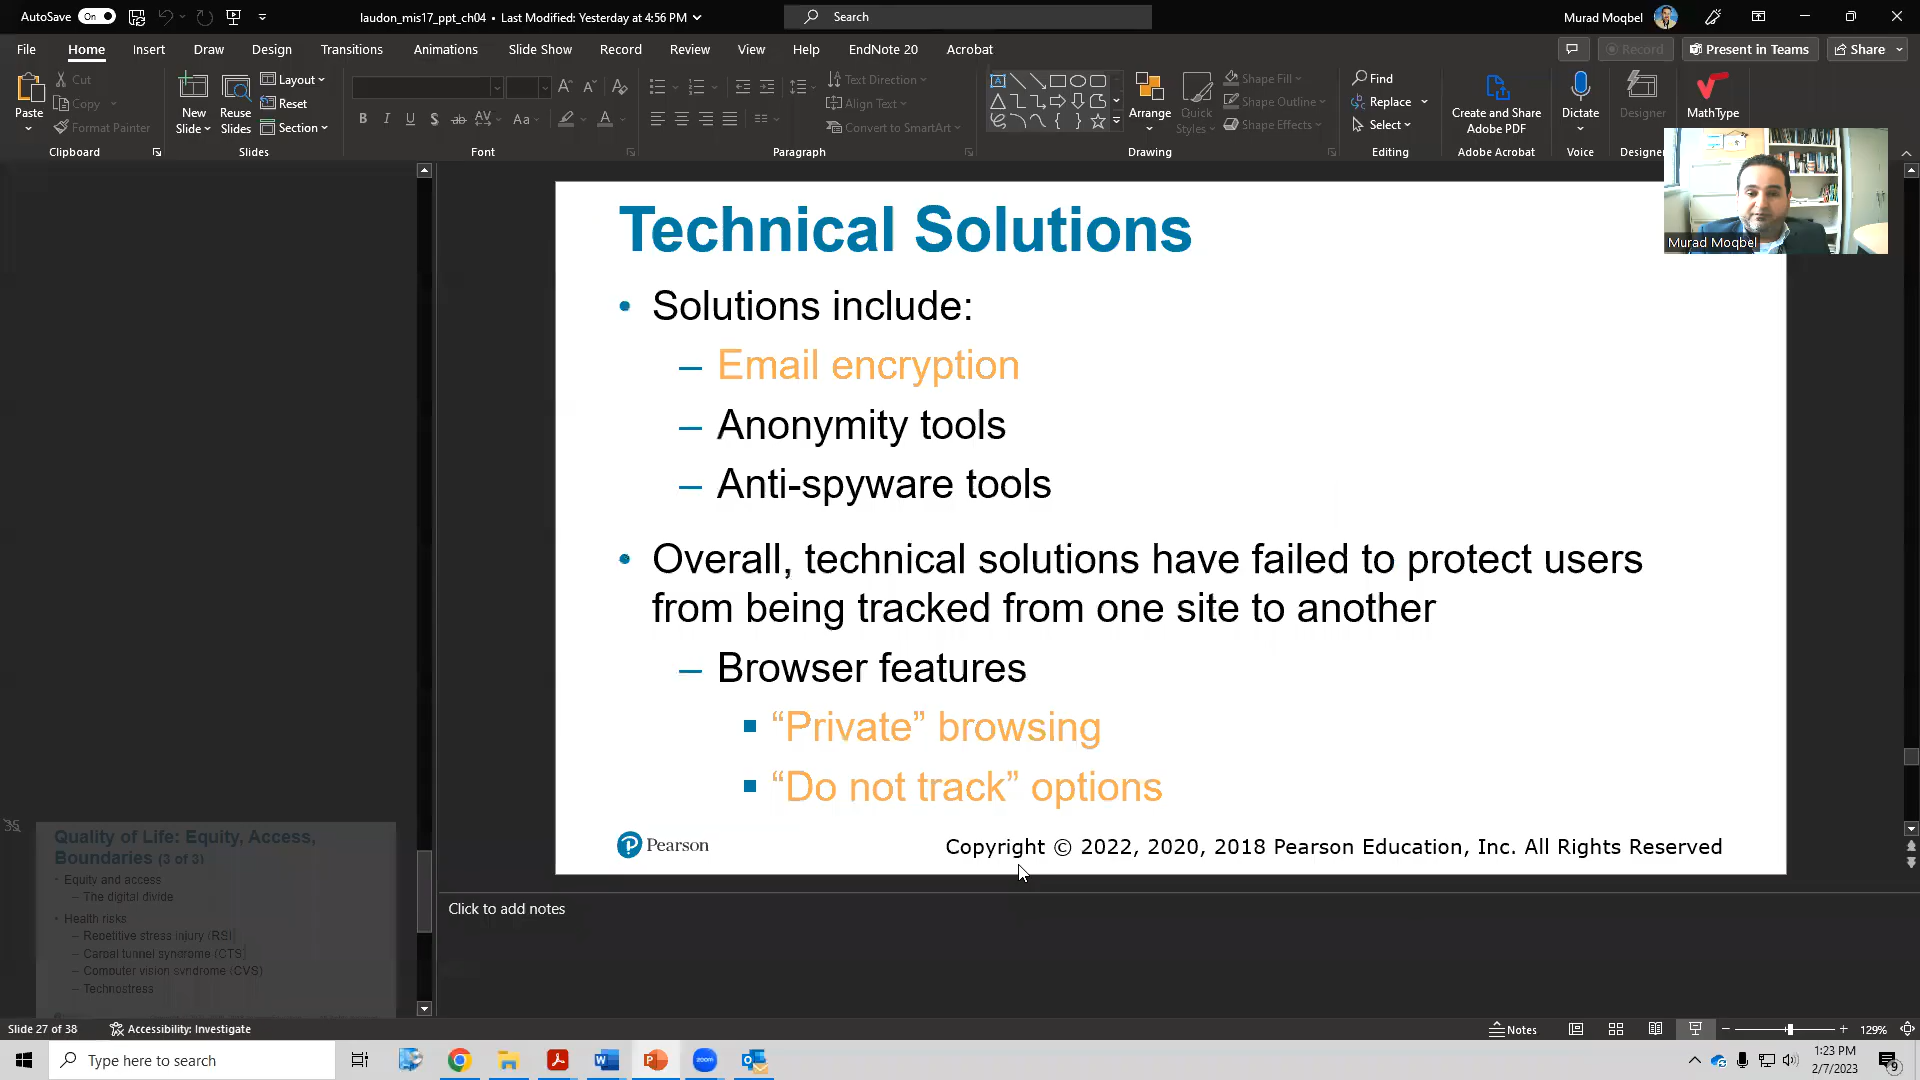 AutoSave On laudon_mis17_ppt_ch04 • Last Modified: Yesterday at 4:56 PM Search Murad Moqbel
File Home Insert Draw Design Transitions Animations Slide Show Record Review View Help EndNote 20 Acrobat Record Present in Teams Share
Cut Layout Text Direction Shape Fill Find
Copy Reset Align Text Shape Outline Replace
Format Painter Section Convert to SmartArt Shape Effects Select
Paste New Slide Reuse Slides Arrange Quick Styles Create and Share Adobe PDF Dictate Designer MathType
Clipboard Slides Font Paragraph Drawing Editing Adobe Acrobat Voice Designer
Murad Moqbel
Technical Solutions
• Solutions include:
– Email encryption
– Anonymity tools
– Anti-spyware tools
• Overall, technical solutions have failed to protect users
from being tracked from one site to another
– Browser features
▪ “Private” browsing
▪ “Do not track” options
Pearson Copyright © 2022, 2020, 2018 Pearson Education, Inc. All Rights Reserved
35
Quality of Life: Equity, Access,
Boundaries (3 of 3)
• Equity and access
– The digital divide
• Health risks
– Repetitive stress injury (RSI)
– Carpal tunnel syndrome (CTS)
– Computer vision syndrome (CVS)
– Technostress
Click to add notes
Slide 27 of 38 Accessibility: Investigate Notes 129%
Type here to search zoom 1:23 PM
2/7/2023 9